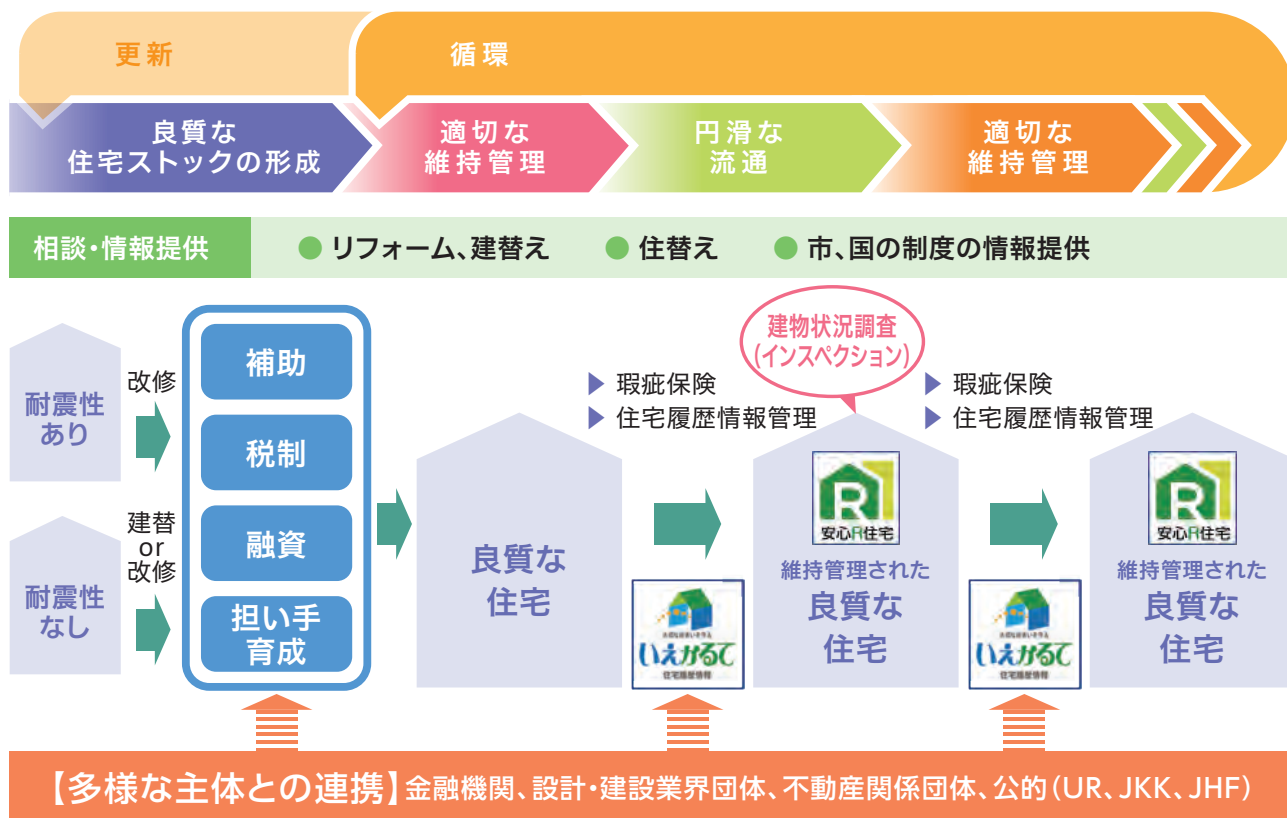 更新
循環
良質な
住宅ストックの形成
適切な
維持管理
円滑な
流通
適切な
維持管理
相談・情報提供
● リフォーム、建替え
● 住替え
● 市、国の制度の情報提供
耐震性
あり
改修
耐震性
なし
建替
or
改修
補助
税制
融資
担い手
育成
良質な
住宅
▶ 瑕疵保険
▶ 住宅履歴情報管理
いえかるて
住宅履歴情報
建物状況調査
(インスペクション)
R
安心R住宅
維持管理された
良質な
住宅
▶ 瑕疵保険
▶ 住宅履歴情報管理
いえかるて
住宅履歴情報
R
安心R住宅
維持管理された
良質な
住宅
【多様な主体との連携】金融機関、設計・建設業界団体、不動産関係団体、公的(UR、JKK、JHF)